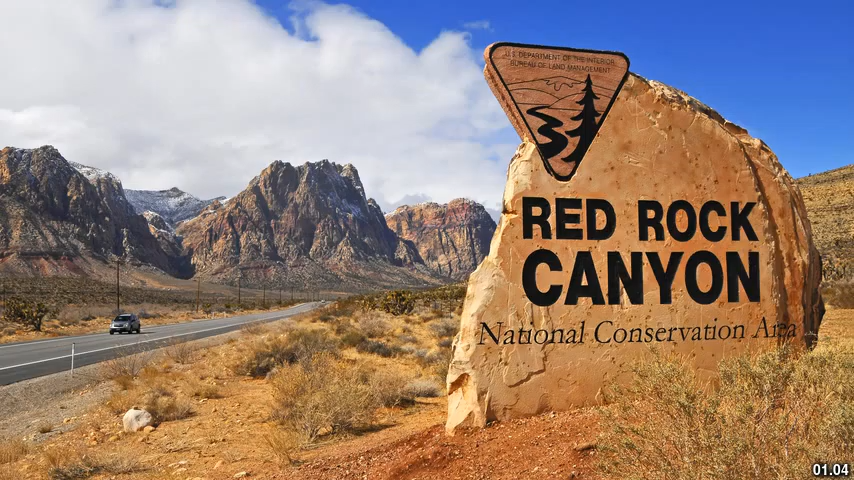 U.S. DEPARTMENT OF THE INTERIOR
BUREAU OF LAND MANAGEMENT
RED ROCK
CANYON
National Conservation Area
01.04